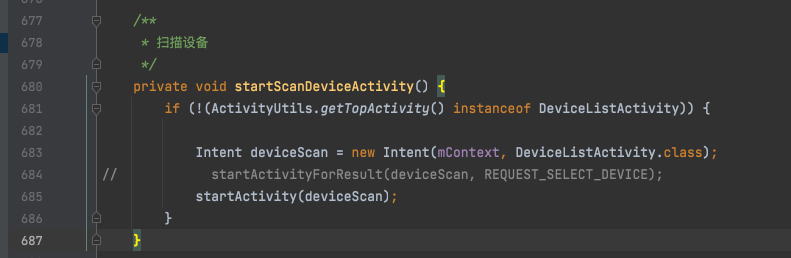 677 /**
678 * 扫描设备
679 */
680 private void startScanDeviceActivity() {
681 if (!(ActivityUtils.getTopActivity() instanceof DeviceListActivity)) {
682
683 Intent deviceScan = new Intent(mContext, DeviceListActivity.class);
684 // startActivityForResult(deviceScan, REQUEST_SELECT_DEVICE);
685 startActivity(deviceScan);
686 }
687 }